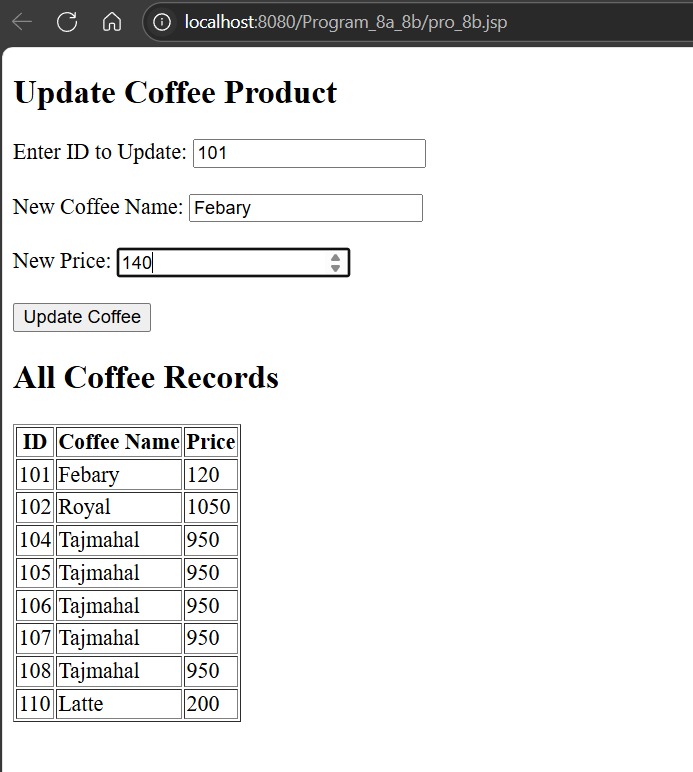 localhost:8080/Program_8a_8b/pro_8b.jsp
Update Coffee Product
Enter ID to Update: 101
New Coffee Name: Febary
New Price: 140
Update Coffee
All Coffee Records
ID Coffee Name Price
101 Febary 120
102 Royal 1050
104 Tajmahal 950
105 Tajmahal 950
106 Tajmahal 950
107 Tajmahal 950
108 Tajmahal 950
110 Latte 200